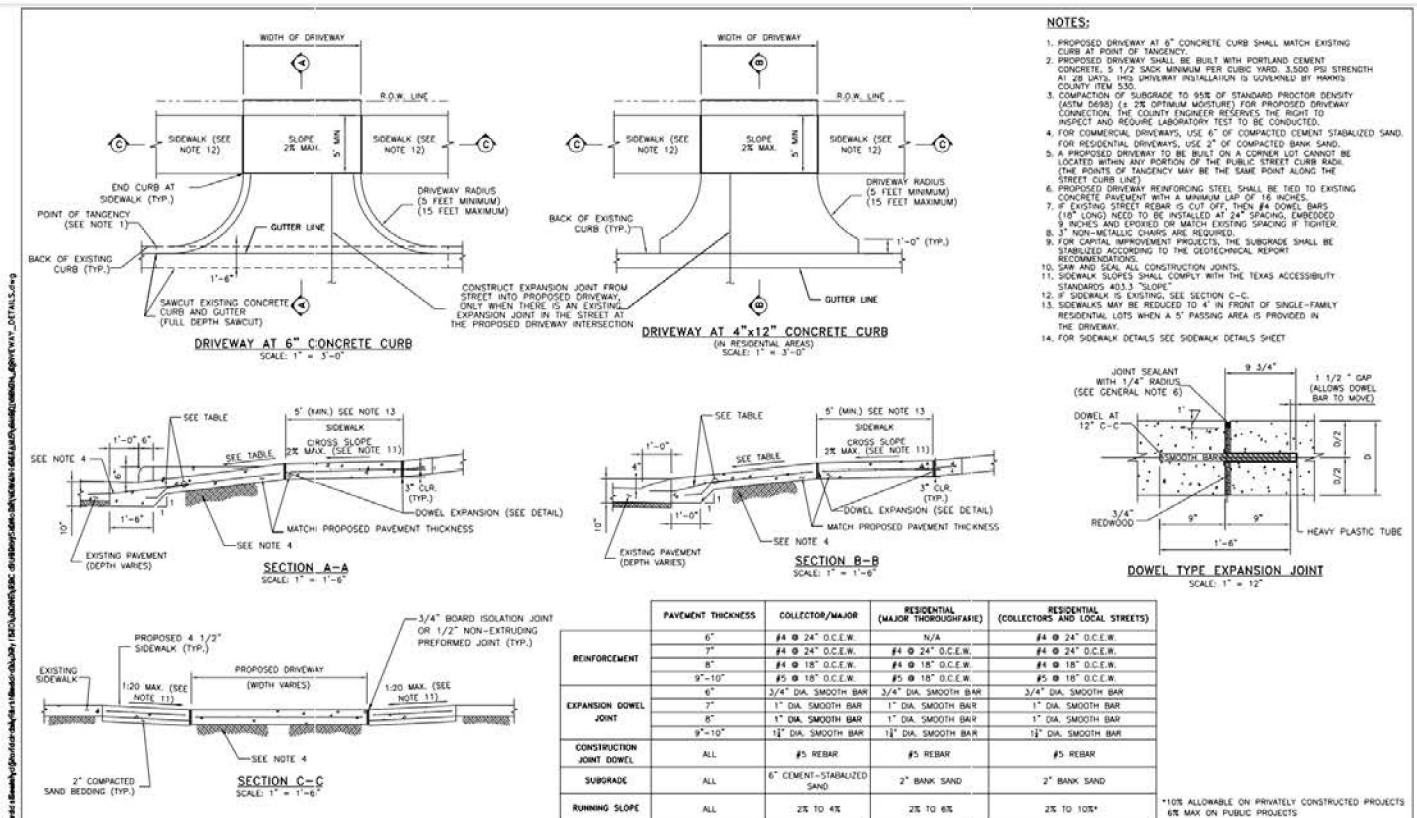 WIDTH OF DRIVEWAY
A
R.O.W. LINE
C
SIDEWALK (SEE
NOTE 12)
SLOPE
2% MAX.
5' MIN
SIDEWALK (SEE
NOTE 12)
C
END CURB AT
SIDEWALK (TYP.)
POINT OF TANGENCY
(SEE NOTE 1)
DRIVEWAY RADIUS
(5 FEET MINIMUM)
(15 FEET MAXIMUM)
GUTTER LINE
BACK OF EXISTING
CURB (TYP.)
1'-6"
SAWCUT EXISTING CONCRETE
CURB AND GUTTER
(FULL DEPTH SAWCUT)
A
CONSTRUCT EXPANSION JOINT FROM
STREET INTO PROPOSED DRIVEWAY,
ONLY WHEN THERE IS AN EXISTING
EXPANSION JOINT IN THE STREET AT
THE PROPOSED DRIVEWAY INTERSECTION
DRIVEWAY AT 6" CONCRETE CURB
SCALE: 1" = 3'-0"
WIDTH OF DRIVEWAY
B
R.O.W. LINE
C
SIDEWALK (SEE
NOTE 12)
SLOPE
2% MAX.
5' MIN
SIDEWALK (SEE
NOTE 12)
C
DRIVEWAY RADIUS
(5 FEET MINIMUM)
(15 FEET MAXIMUM)
BACK OF EXISTING
CURB (TYP.)
1'-0" (TYP.)
B
GUTTER LINE
DRIVEWAY AT 4"x12" CONCRETE CURB
(IN RESIDENTIAL AREAS)
SCALE: 1" = 3'-0"
NOTES:
1. PROPOSED DRIVEWAY AT 6" CONCRETE CURB SHALL MATCH EXISTING
CURB AT POINT OF TANGENCY.
2. PROPOSED DRIVEWAY SHALL BE BUILT WITH PORTLAND CEMENT
CONCRETE, 5 1/2 SACK MINIMUM PER CUBIC YARD. 3,500 PSI STRENGTH
AT 28 DAYS. THIS DRIVEWAY INSTALLATION IS GOVERNED BY HARRIS
COUNTY ITEM 530.
3. COMPACTION OF SUBGRADE TO 95% OF STANDARD PROCTOR DENSITY
(ASTM D698) (± 2% OPTIMUM MOISTURE) FOR PROPOSED DRIVEWAY
CONNECTION. THE COUNTY ENGINEER RESERVES THE RIGHT TO
INSPECT AND REQUIRE LABORATORY TEST TO BE CONDUCTED.
4. FOR COMMERCIAL DRIVEWAYS, USE 6" OF COMPACTED CEMENT STABALIZED SAND.
FOR RESIDENTIAL DRIVEWAYS, USE 2" OF COMPACTED BANK SAND.
5. A PROPOSED DRIVEWAY TO BE BUILT ON A CORNER LOT CANNOT BE
LOCATED WITHIN ANY PORTION OF THE PUBLIC STREET CURB RADII.
(THE POINTS OF TANGENCY MAY BE THE SAME POINT ALONG THE
STREET CURB LINE)
6. PROPOSED DRIVEWAY REINFORCING STEEL SHALL BE TIED TO EXISTING
CONCRETE PAVEMENT WITH A MINIMUM LAP OF 16 INCHES.
7. IF EXISTING STREET REBAR IS CUT OFF, THEN #4 DOWEL BARS
(18" LONG) NEED TO BE INSTALLED AT 24" SPACING, EMBEDDED
9 INCHES AND EPOXIED OR MATCH EXISTING SPACING IF TIGHTER.
8. 3" NON-METALLIC CHAIRS ARE REQUIRED.
9. FOR CAPITAL IMPROVEMENT PROJECTS, THE SUBGRADE SHALL BE
STABILIZED ACCORDING TO THE GEOTECHNICAL REPORT
RECOMMENDATIONS.
10. SAW AND SEAL ALL CONSTRUCTION JOINTS.
11. SIDEWALK SLOPES SHALL COMPLY WITH THE TEXAS ACCESSIBILITY
STANDARDS 403.3 "SLOPE"
12. IF SIDEWALK IS EXISTING, SEE SECTION C-C.
13. SIDEWALKS MAY BE REDUCED TO 4' IN FRONT OF SINGLE-FAMILY
RESIDENTIAL LOTS WHEN A 5' PASSING AREA IS PROVIDED IN
THE DRIVEWAY.
14. FOR SIDEWALK DETAILS SEE SIDEWALK DETAILS SHEET
SEE TABLE
5' (MIN.) SEE NOTE 13
SIDEWALK
CROSS SLOPE
2% MAX. (SEE NOTE 11)
1'-0" 6"
SEE NOTE 4
6"
SEE TABLE
3" CLR.
(TYP.)
DOWEL EXPANSION (SEE DETAIL)
1
1
1'-6"
10"
MATCH PROPOSED PAVEMENT THICKNESS
SEE NOTE 4
EXISTING PAVEMENT
(DEPTH VARIES)
SECTION A-A
SCALE: 1" = 1'-6"
SEE TABLE
5' (MIN.) SEE NOTE 13
SIDEWALK
CROSS SLOPE
2% MAX. (SEE NOTE 11)
1'-0"
4"
SEE TABLE
3" CLR.
(TYP.)
DOWEL EXPANSION (SEE DETAIL)
1
1
1'-0"
10"
MATCH PROPOSED PAVEMENT THICKNESS
SEE NOTE 4
EXISTING PAVEMENT
(DEPTH VARIES)
SECTION B-B
SCALE: 1" = 1'-6"
JOINT SEALANT
WITH 1/4" RADIUS
(SEE GENERAL NOTE 6)
9 3/4"
1 1/2 " GAP
(ALLOWS DOWEL
BAR TO MOVE)
DOWEL AT
12" C-C
1"
SMOOTH BAR
D/2
D
D/2
3/4"
REDWOOD
9"
9"
HEAVY PLASTIC TUBE
1'-6"
DOWEL TYPE EXPANSION JOINT
SCALE: 1" = 12"
3/4" BOARD ISOLATION JOINT
OR 1/2" NON-EXTRUDING
PREFORMED JOINT (TYP.)
PROPOSED 4 1/2"
SIDEWALK (TYP.)
EXISTING
SIDEWALK
PROPOSED DRIVEWAY
(WIDTH VARIES)
1:20 MAX. (SEE
NOTE 11)
1:20 MAX. (SEE
NOTE 11)
SEE NOTE 4
2" COMPACTED
SAND BEDDING (TYP.)
SECTION C-C
SCALE: 1" = 1'-6"
PAVEMENT THICKNESS COLLECTOR/MAJOR RESIDENTIAL (MAJOR THOROUGHFARE) RESIDENTIAL (COLLECTORS AND LOCAL STREETS)
REINFORCEMENT
6" #4 @ 24" O.C.E.W. N/A #4 @ 24" O.C.E.W.
7" #4 @ 24" O.C.E.W. #4 @ 24" O.C.E.W. #4 @ 24" O.C.E.W.
8" #4 @ 18" O.C.E.W. #4 @ 18" O.C.E.W. #4 @ 18" O.C.E.W.
9"-10" #5 @ 18" O.C.E.W. #5 @ 18" O.C.E.W. #5 @ 18" O.C.E.W.
EXPANSION DOWEL JOINT
6" 3/4" DIA. SMOOTH BAR 3/4" DIA. SMOOTH BAR 3/4" DIA. SMOOTH BAR
7" 1" DIA. SMOOTH BAR 1" DIA. SMOOTH BAR 1" DIA. SMOOTH BAR
8" 1" DIA. SMOOTH BAR 1" DIA. SMOOTH BAR 1" DIA. SMOOTH BAR
9"-10" 1¼" DIA. SMOOTH BAR 1¼" DIA. SMOOTH BAR 1¼" DIA. SMOOTH BAR
CONSTRUCTION JOINT DOWEL ALL #5 REBAR #5 REBAR #5 REBAR
SUBGRADE ALL 6" CEMENT-STABALIZED SAND 2" BANK SAND 2" BANK SAND
RUNNING SLOPE ALL 2% TO 4% 2% TO 6% 2% TO 10%*
*10% ALLOWABLE ON PRIVATELY CONSTRUCTED PROJECTS
6% MAX ON PUBLIC PROJECTS